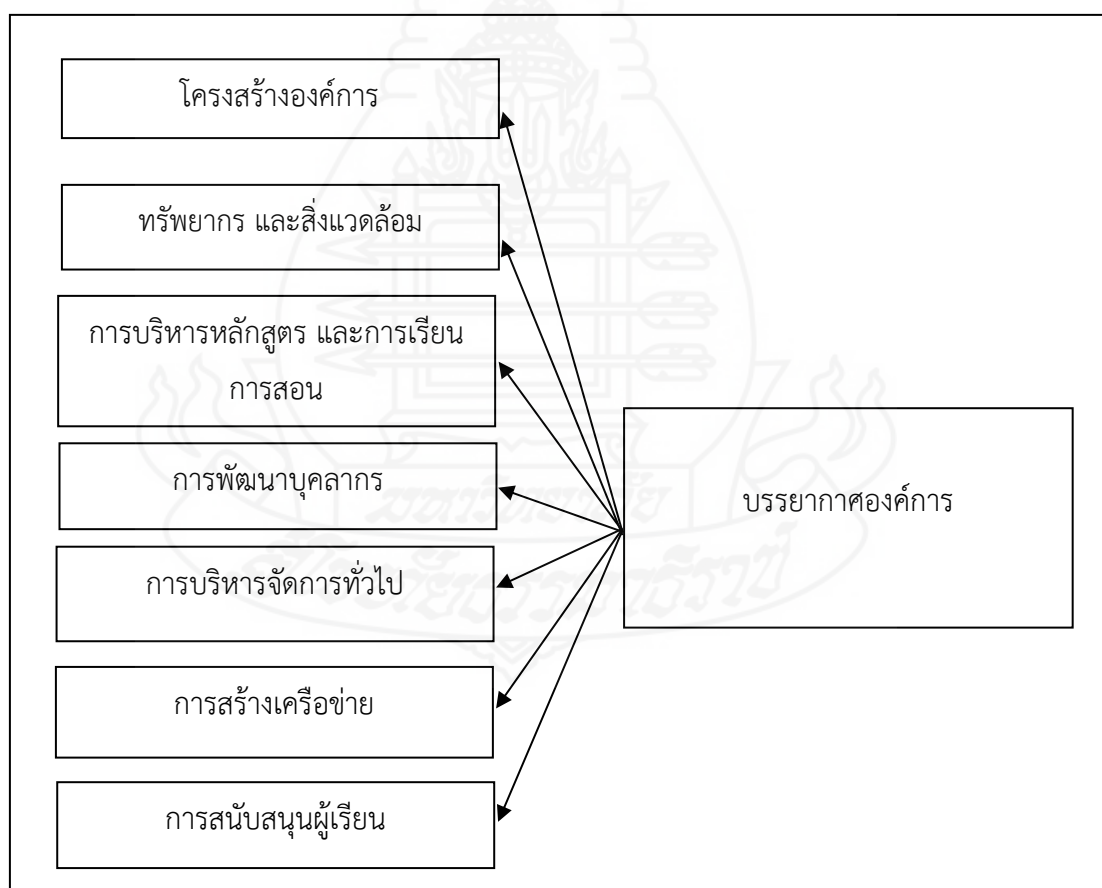 โครงสร้างองค์การ
ทรัพยากร และสิ่งแวดล้อม
การบริหารหลักสูตร และการเรียน
การสอน
การพัฒนาบุคลากร
การบริหารจัดการทั่วไป
การสร้างเครือข่าย
การสนับสนุนผู้เรียน
บรรยากาศองค์การ